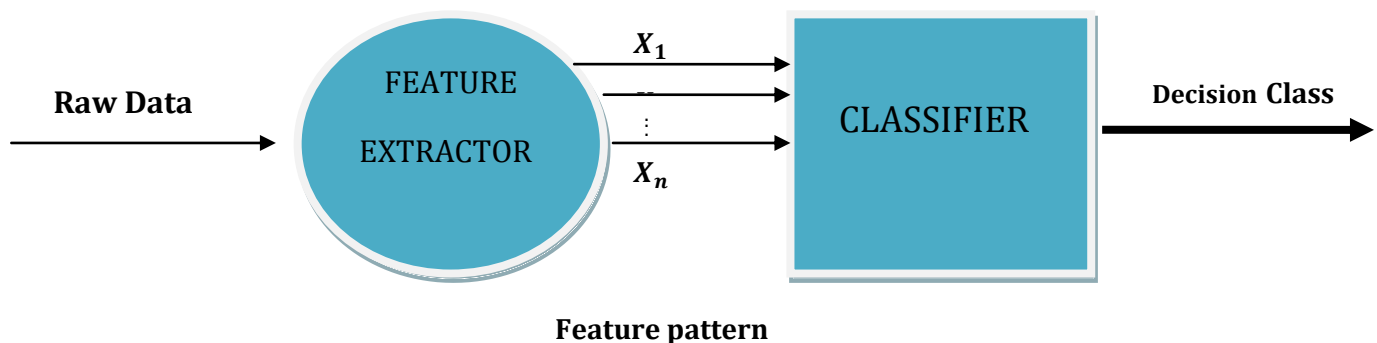 Raw Data
FEATURE
EXTRACTOR
X₁
--
⋮
Xₙ
CLASSIFIER
Decision Class
Feature pattern